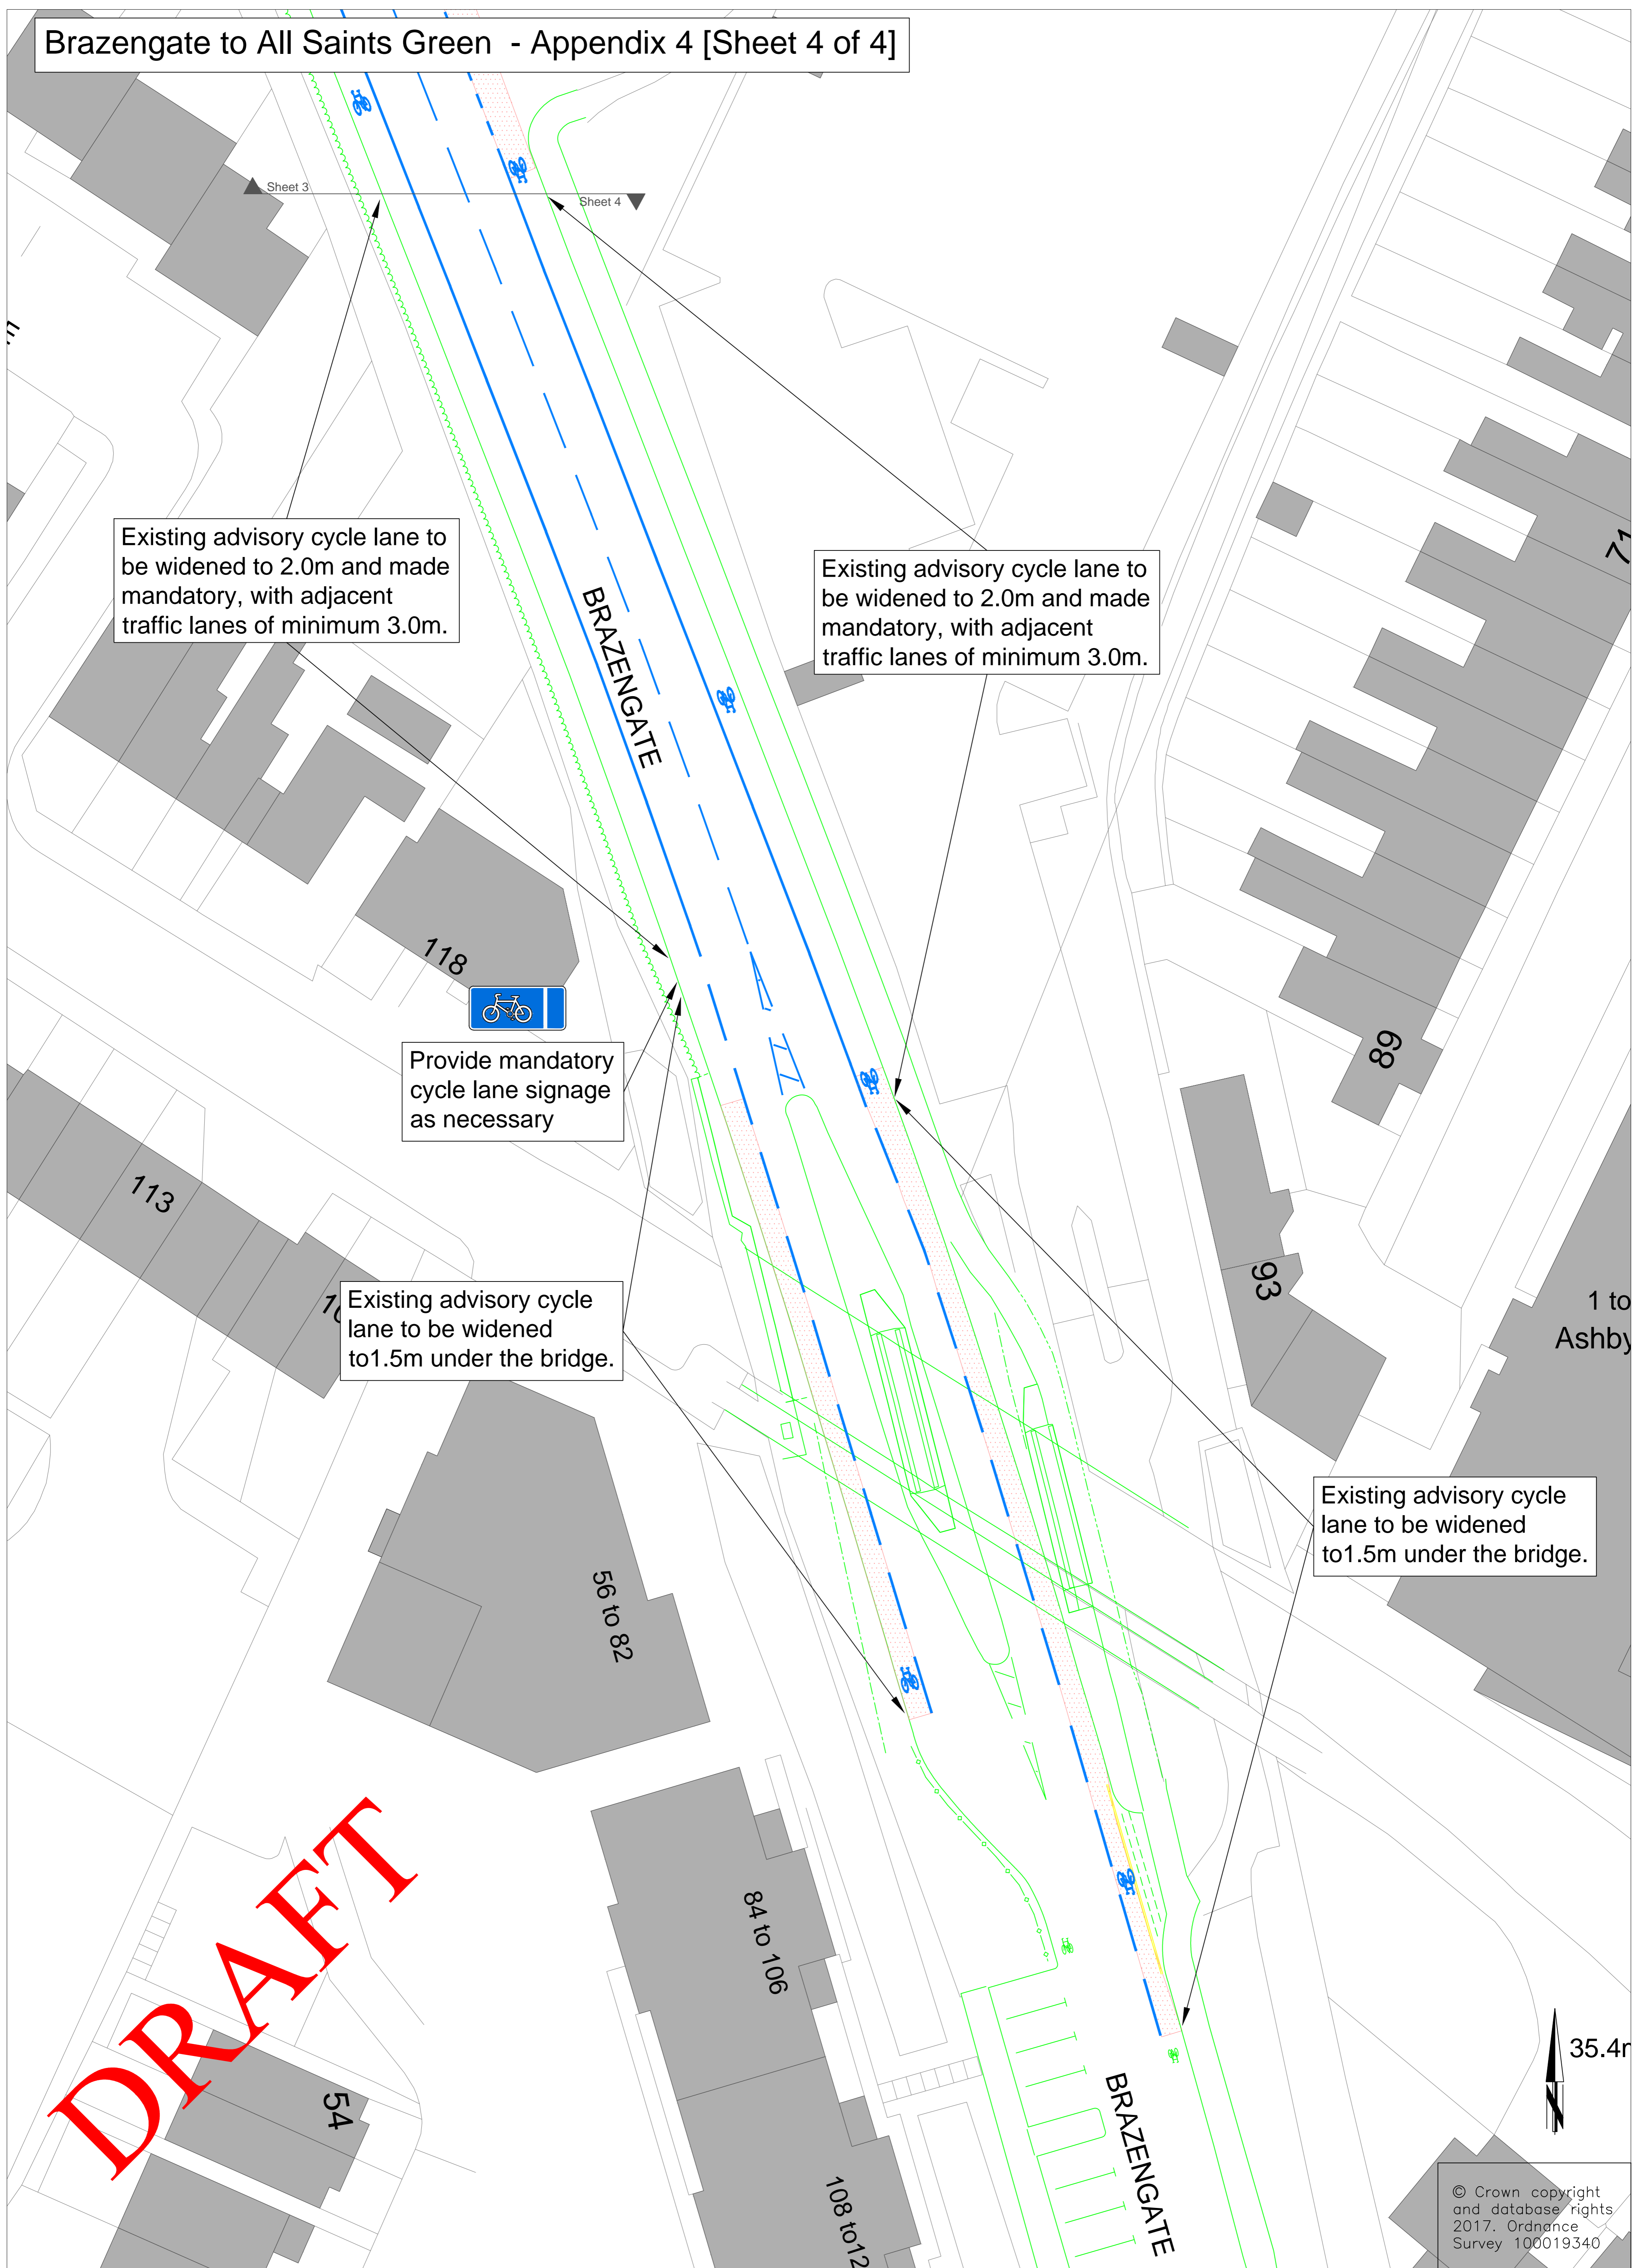 Brazengate to All Saints Green - Appendix 4 [Sheet 4 of 4]
Sheet 3
Sheet 4
Existing advisory cycle lane to
be widened to 2.0m and made
mandatory, with adjacent
traffic lanes of minimum 3.0m.
Existing advisory cycle lane to
be widened to 2.0m and made
mandatory, with adjacent
traffic lanes of minimum 3.0m.
71
BRAZENGATE
118
Provide mandatory
cycle lane signage
as necessary
89
113
93
Existing advisory cycle
lane to be widened
to1.5m under the bridge.
1 to
Ashby
Existing advisory cycle
lane to be widened
to1.5m under the bridge.
56 to 82
84 to 106
DRAFT
54
35.4m
BRAZENGATE
108 to12
© Crown copyright
and database rights
2017. Ordnance
Survey 100019340